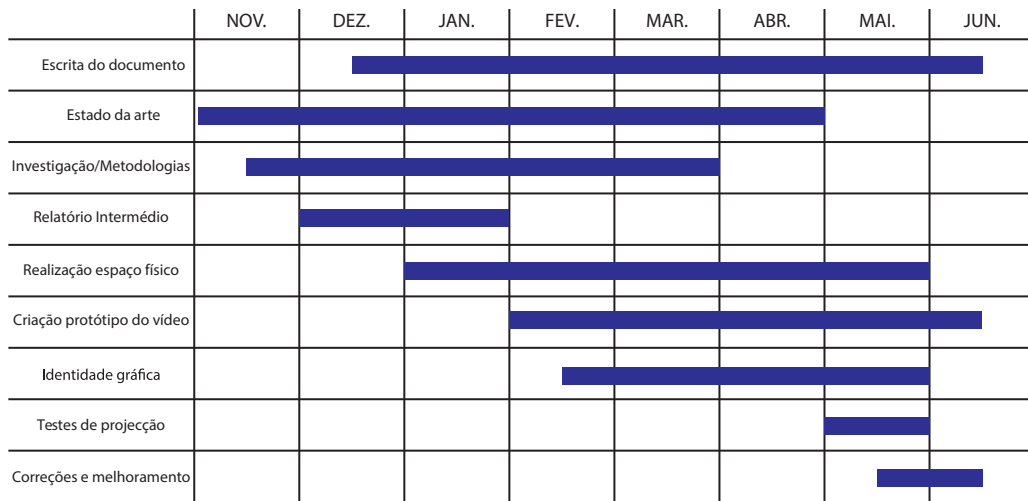 NOV. DEZ. JAN. FEV. MAR. ABR. MAI. JUN.
Escrita do documento
Estado da arte
Investigação/Metodologias
Relatório Intermédio
Realização espaço físico
Criação protótipo do vídeo
Identidade gráfica
Testes de projecção
Correções e melhoramento